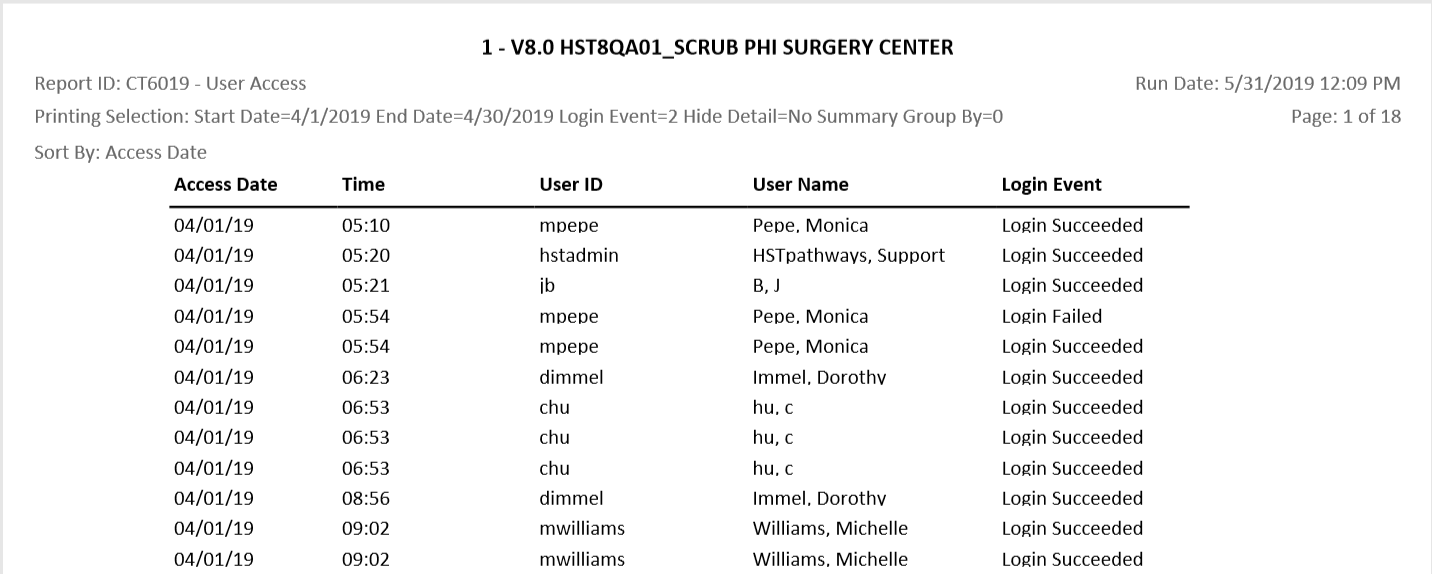 1 - V8.0 HST8QA01_SCRUB PHI SURGERY CENTER
Report ID: CT6019 - User Access Run Date: 5/31/2019 12:09 PM
Printing Selection: Start Date=4/1/2019 End Date=4/30/2019 Login Event=2 Hide Detail=No Summary Group By=0 Page: 1 of 18
Sort By: Access Date
Access Date Time User ID User Name Login Event
04/01/19 05:10 mpepe Pepe, Monica Login Succeeded
04/01/19 05:20 hstadmin HSTpathways, Support Login Succeeded
04/01/19 05:21 jb B, J Login Succeeded
04/01/19 05:54 mpepe Pepe, Monica Login Failed
04/01/19 05:54 mpepe Pepe, Monica Login Succeeded
04/01/19 06:23 dimmel Immel, Dorothy Login Succeeded
04/01/19 06:53 chu hu, c Login Succeeded
04/01/19 06:53 chu hu, c Login Succeeded
04/01/19 06:53 chu hu, c Login Succeeded
04/01/19 08:56 dimmel Immel, Dorothy Login Succeeded
04/01/19 09:02 mwilliams Williams, Michelle Login Succeeded
04/01/19 09:02 mwilliams Williams, Michelle Login Succeeded